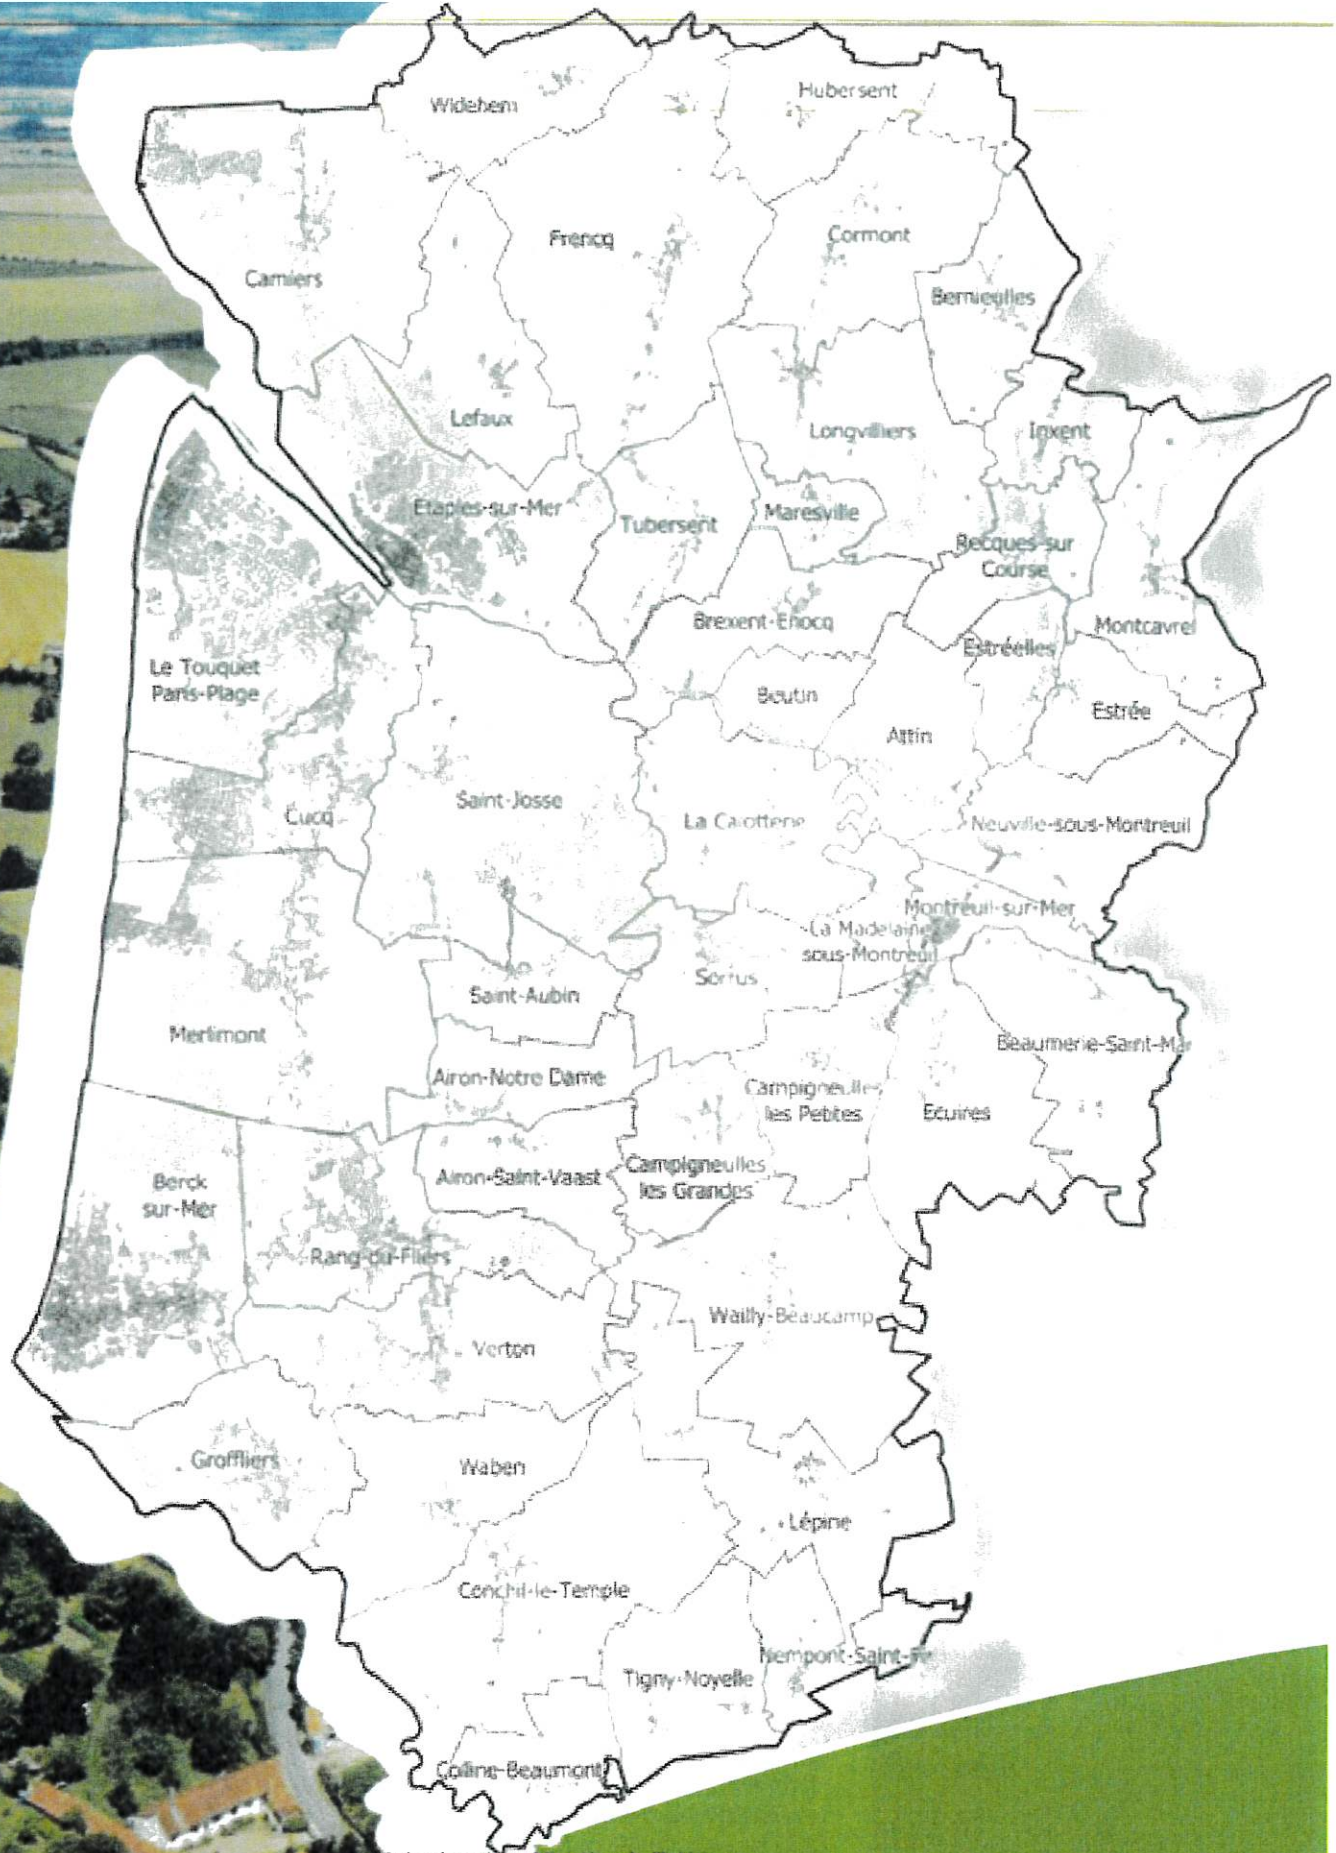 Widehem
Hubersent
Frencq
Cormont
Camiers
Bernieulles
Lefaux
Longvilliers
Inxent
Etaples-sur-Mer
Tubersent
Maresville
Recques-sur
Course
Brexent-Enocq
Montcavrel
Estréelles
Le Touquet
Paris-Plage
Beutin
Estrée
Attin
Saint-Josse
Cucq
La Calotterie
Neuville-sous-Montreuil
Montreuil-sur-Mer
La Madelaine
sous-Montreuil
Sorrus
Saint-Aubin
Merlimont
Beaumerie-Saint-Mar
Airon-Notre Dame
Campigneulles
les Petites
Ecuires
Airon-Saint-Vaast
Campigneulles
les Grandes
Berck
sur-Mer
Rang-du-Fliers
Wailly-Beaucamp
Verton
Groffliers
Waben
Lépine
Conchil-le-Temple
Nempont-Saint-
Tigny-Noyelle
Colline-Beaumont